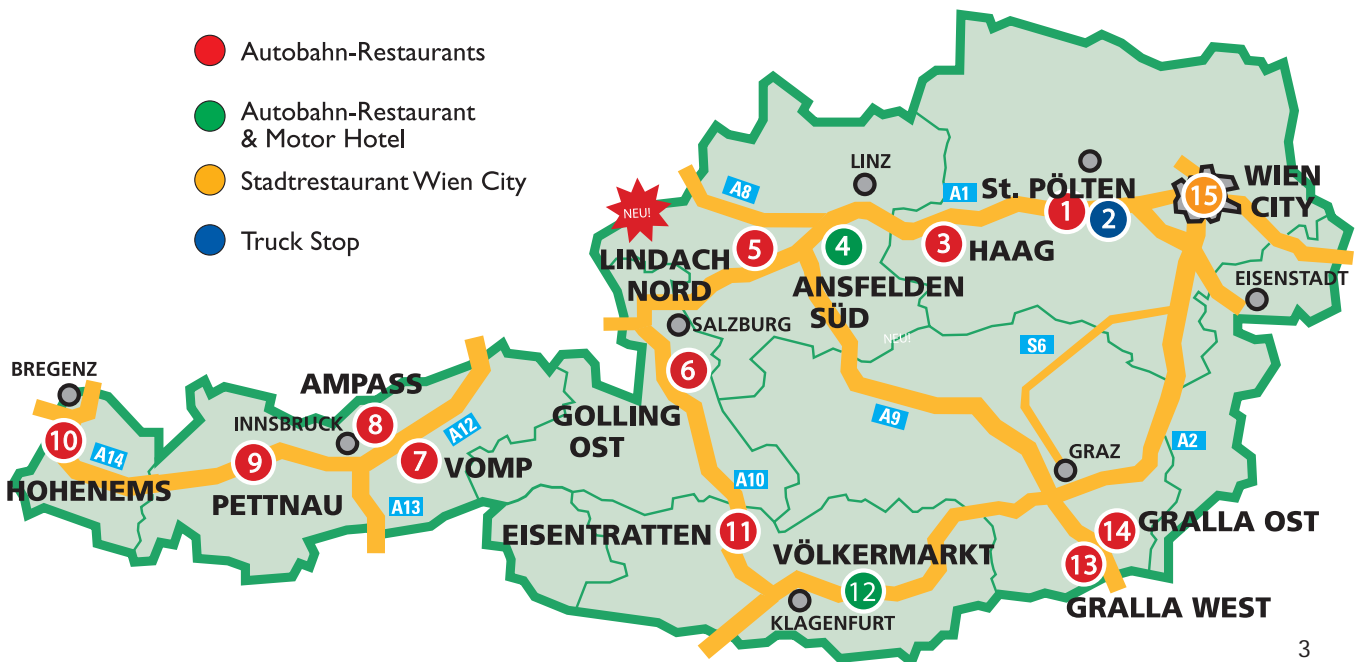 Autobahn-Restaurants
Autobahn-Restaurant
& Motor Hotel
Stadtrestaurant Wien City
Truck Stop
NEU!
A8
LINZ
A1
St. PÖLTEN
1
2
15
WIEN
CITY
5
LINDACH
NORD
4
ANSFELDEN
SÜD
3
HAAG
EISENSTADT
SALZBURG
NEU!
S6
6
GOLLING
OST
BREGENZ
10
A14
HOHENEMS
AMPASS
INNSBRUCK
8
A12
9
PETTNAU
7
VOMP
A13
A9
A2
GRAZ
A10
EISENTRATTEN
11
VÖLKERMARKT
12
KLAGENFURT
14
GRALLA OST
13
GRALLA WEST
3